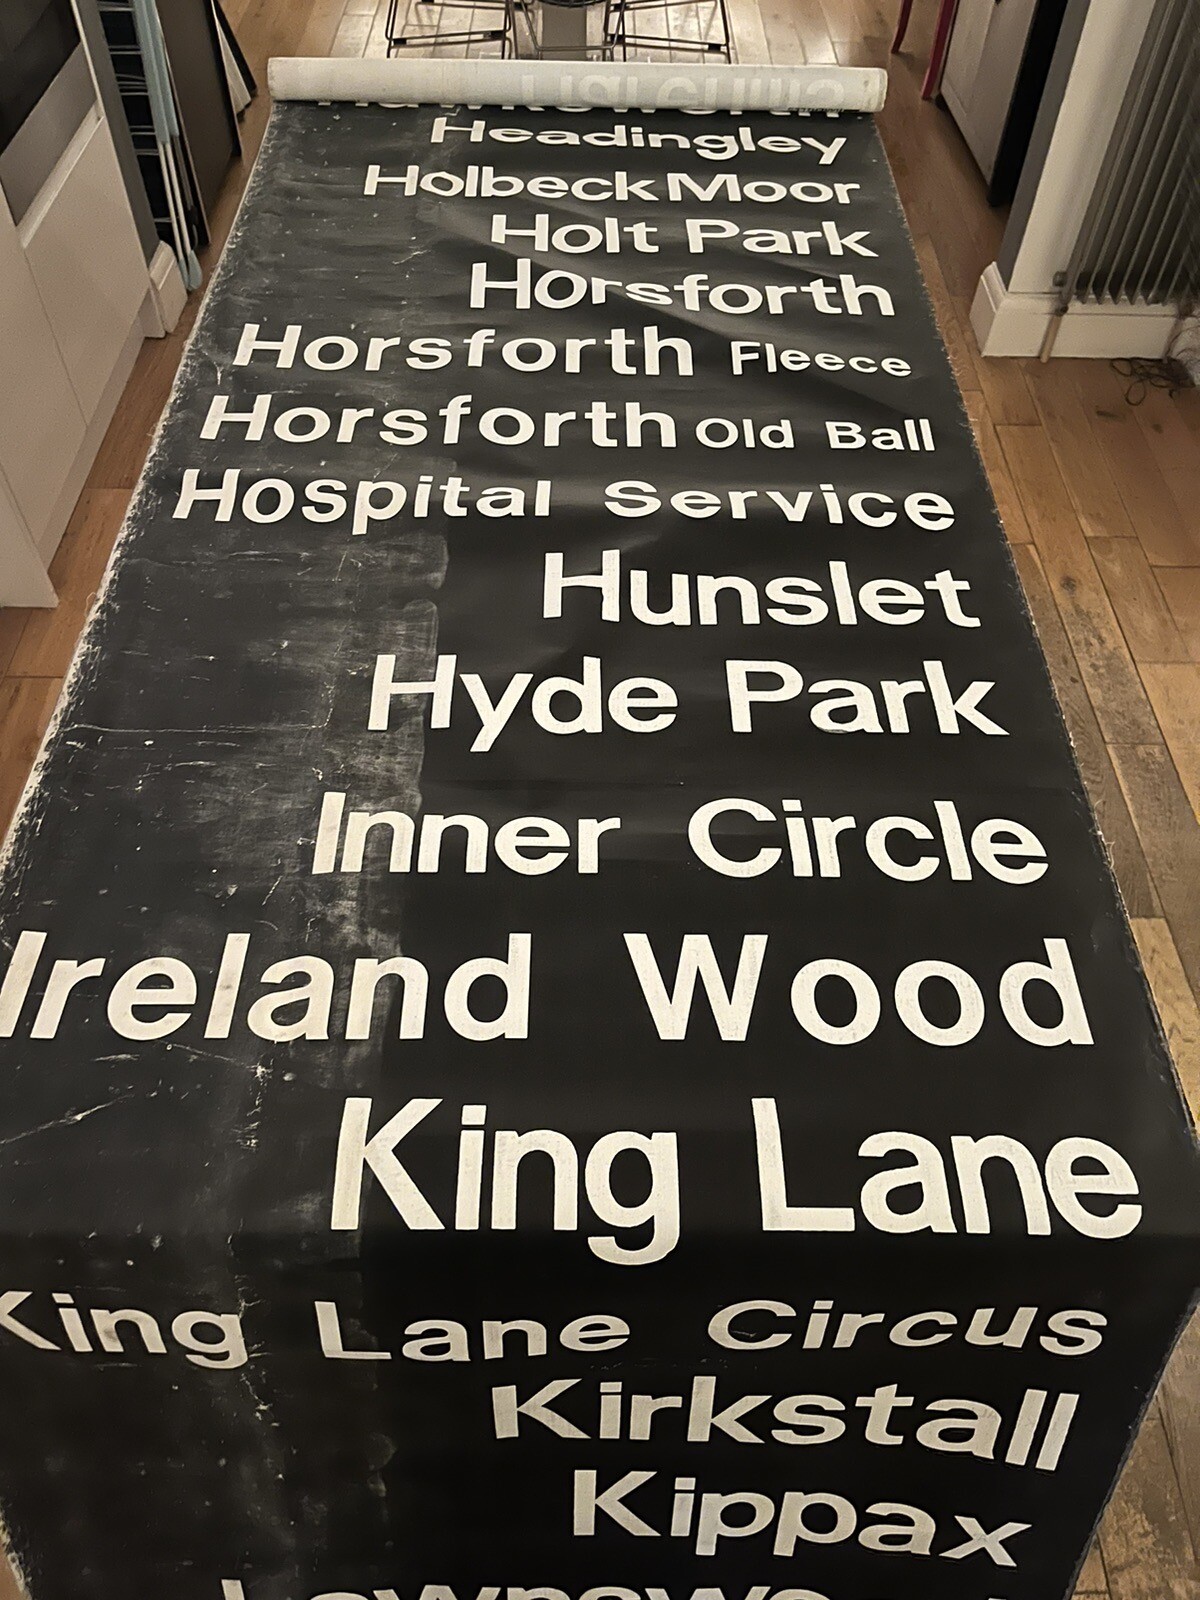 Headingley
Holbeck Moor
Holt Park
Horsforth
Horsforth Fleece
Horsforth Old Ball
Hospital Service
Hunslet
Hyde Park
Inner Circle
Ireland Wood
King Lane
King Lane Circus
Kirkstall
Kippax